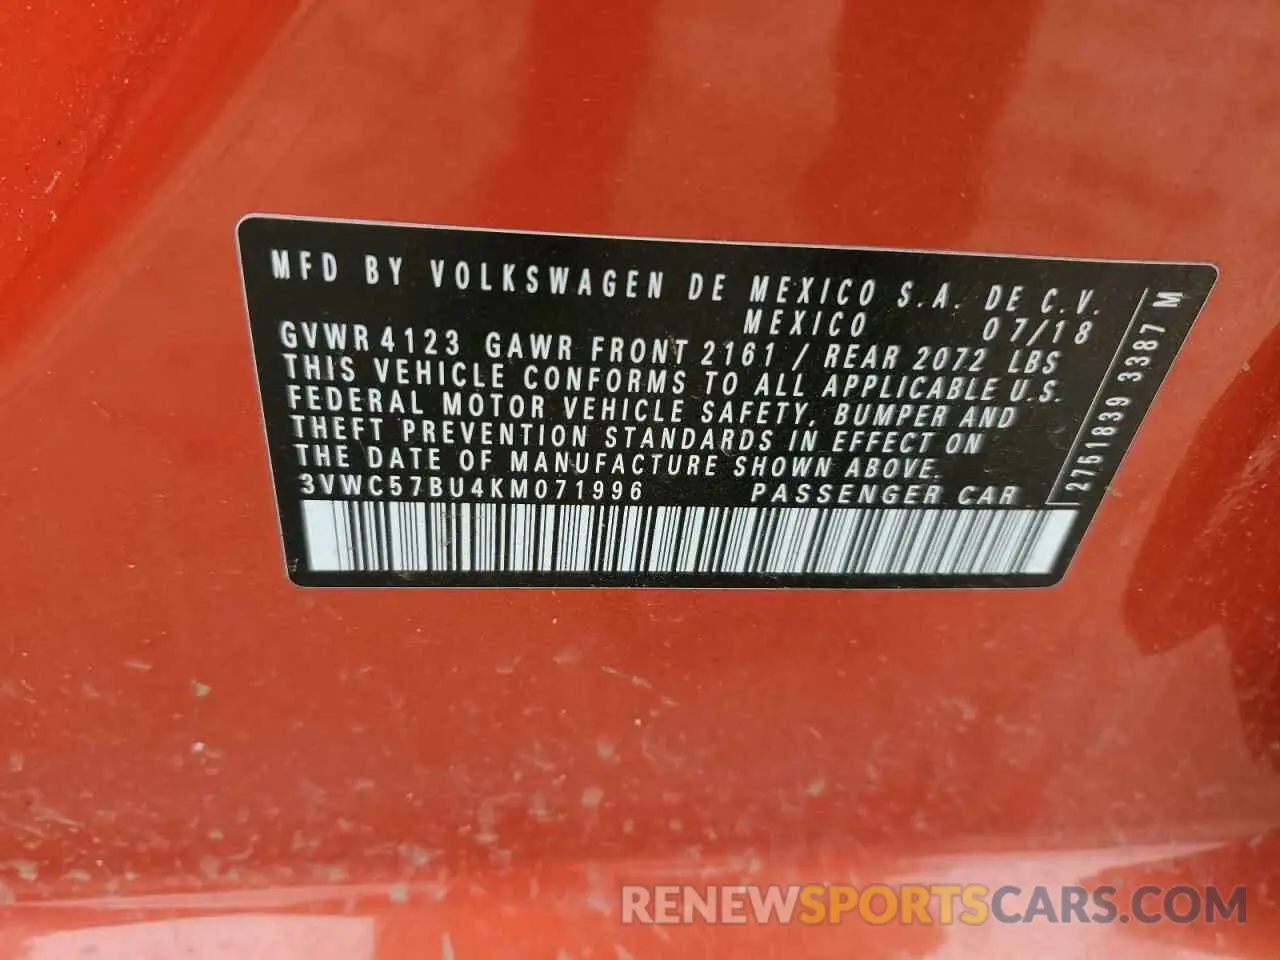 MFD BY VOLKSWAGEN DE MEXICO S.A. DE C.V.
MEXICO 07/18
GVWR 4123 GAWR FRONT 2161 / REAR 2072 LBS
THIS VEHICLE CONFORMS TO ALL APPLICABLE U.S.
FEDERAL MOTOR VEHICLE SAFETY, BUMPER AND
THEFT PREVENTION STANDARDS IN EFFECT ON
THE DATE OF MANUFACTURE SHOWN ABOVE.
3VWC57BU4KM071996 PASSENGER CAR
2751839 3387 M
RENEWSPORTSCARS.COM